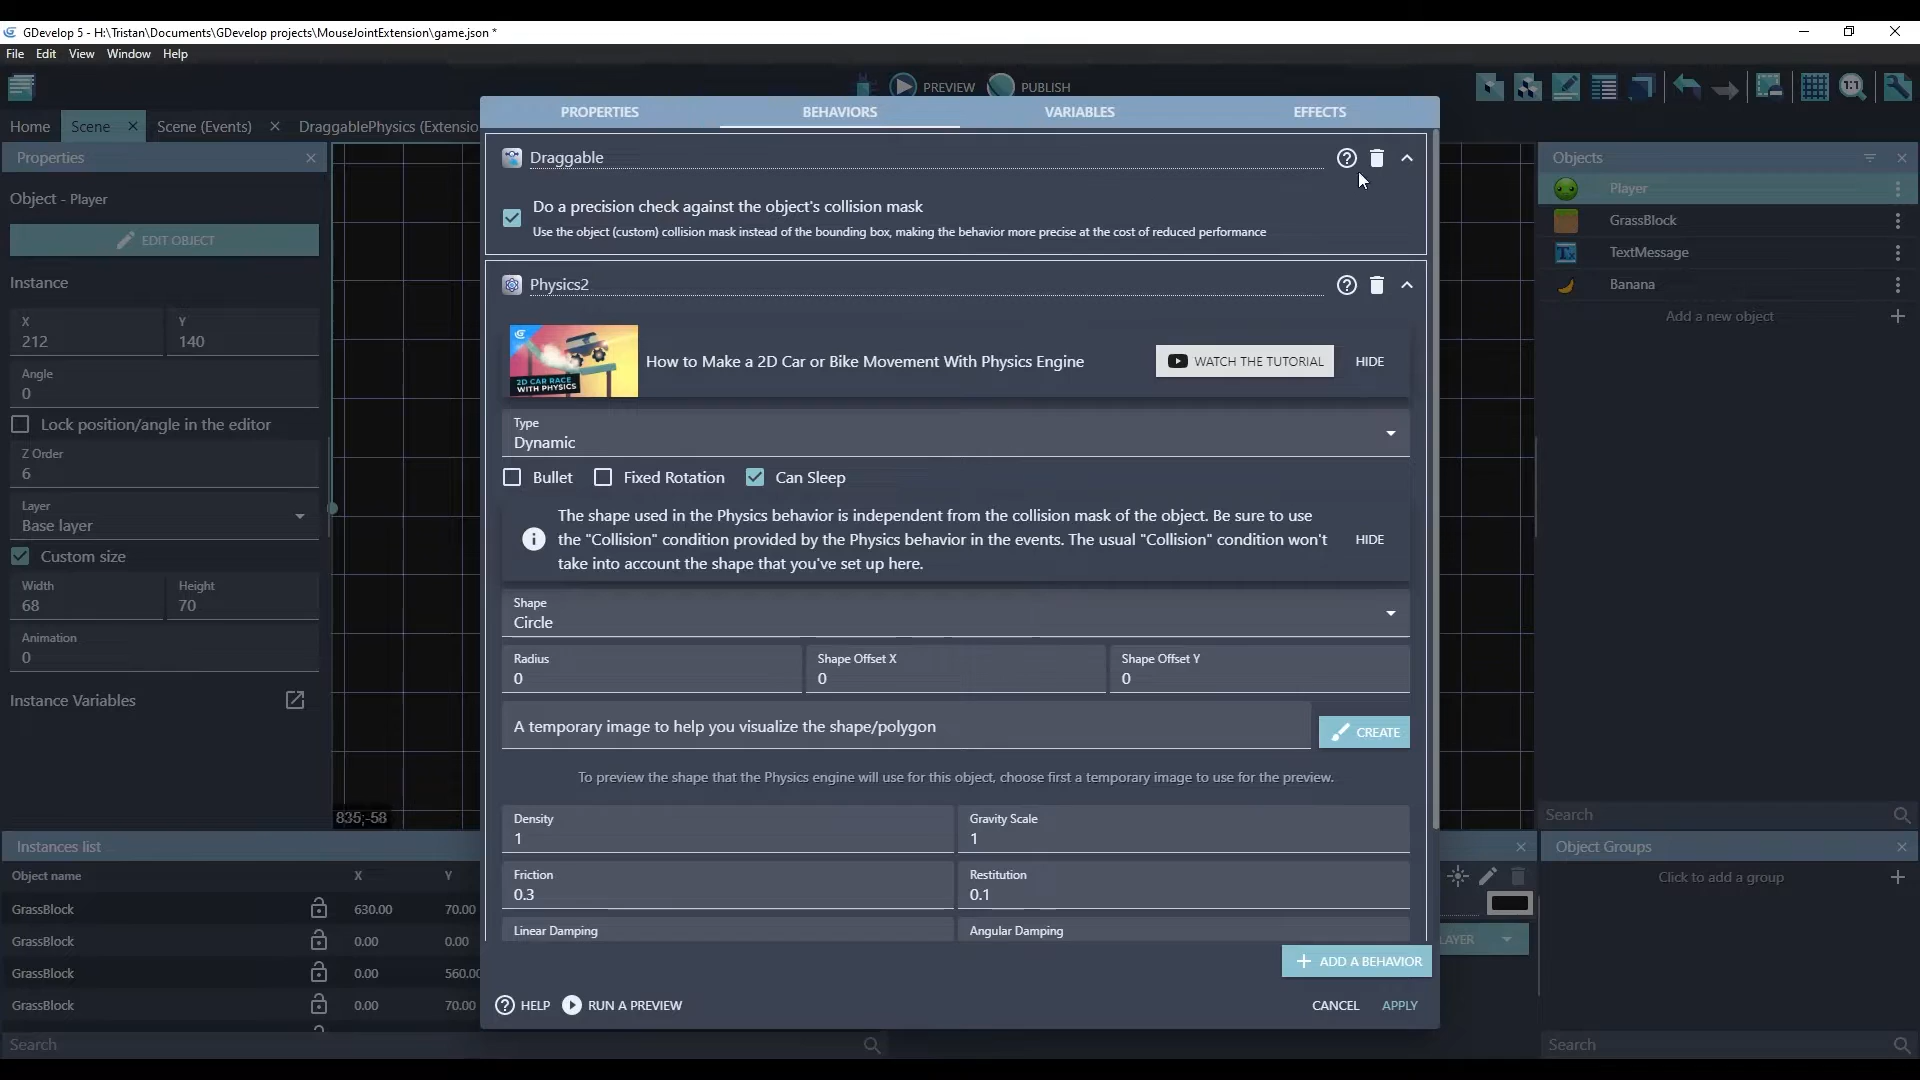 GDevelop 5 - H:\Tristan\Documents\GDevelop projects\MouseJointExtension\game.json *
File Edit View Window Help
PREVIEW PUBLISH
Home Scene Scene (Events) DraggablePhysics (Extensio
PROPERTIES BEHAVIORS VARIABLES EFFECTS
Properties
Object - Player
EDIT OBJECT
Instance
X Y
212 140
Angle
0
Lock position/angle in the editor
Z Order
6
Layer
Base layer
Custom size
Width Height
68 70
Animation
0
Instance Variables
835;-58
Instances list
Object name X Y
GrassBlock 630.00 70.00
GrassBlock 0.00 0.00
GrassBlock 0.00 560.00
GrassBlock 0.00 70.00
Search
Draggable
Do a precision check against the object's collision mask
Use the object (custom) collision mask instead of the bounding box, making the behavior more precise at the cost of reduced performance
Physics2
2D CAR RACE
WITH PHYSICS
How to Make a 2D Car or Bike Movement With Physics Engine
WATCH THE TUTORIAL HIDE
Type
Dynamic
Bullet Fixed Rotation Can Sleep
The shape used in the Physics behavior is independent from the collision mask of the object. Be sure to use
the "Collision" condition provided by the Physics behavior in the events. The usual "Collision" condition won't
take into account the shape that you've set up here.
HIDE
Shape
Circle
Radius Shape Offset X Shape Offset Y
0 0 0
A temporary image to help you visualize the shape/polygon
CREATE
To preview the shape that the Physics engine will use for this object, choose first a temporary image to use for the preview.
Density Gravity Scale
1 1
Friction Restitution
0.3 0.1
Linear Damping Angular Damping
ADD A BEHAVIOR
HELP RUN A PREVIEW
CANCEL APPLY
1:1
Objects
Player
GrassBlock
TextMessage
Banana
Add a new object
Search
Object Groups
Click to add a group
LAYER
Search